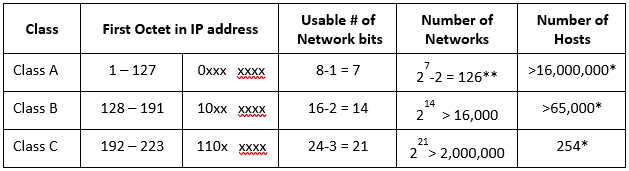 Class First Octet in IP address Usable # of Network bits Number of Networks Number of Hosts
Class A 1 – 127 0xxx xxxx 8-1 = 7 2^7-2 = 126** >16,000,000*
Class B 128 – 191 10xx xxxx 16-2 = 14 2^14 > 16,000 >65,000*
Class C 192 – 223 110x xxxx 24-3 = 21 2^21 > 2,000,000 254*